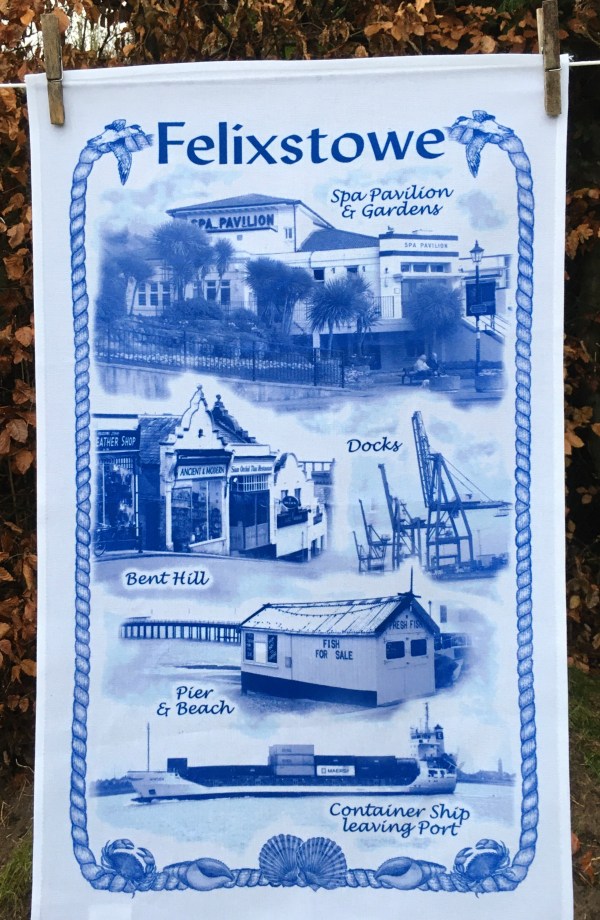 Felixstowe
Spa Pavilion
& Gardens
SPA PAVILION
SPA PAVILION
Docks
EATHER SHOP
ANCIENT & MODERN
Bent Hill
FRESH FISH
FISH
FOR SALE
Pier
& Beach
MAERSK
Container Ship
leaving Port